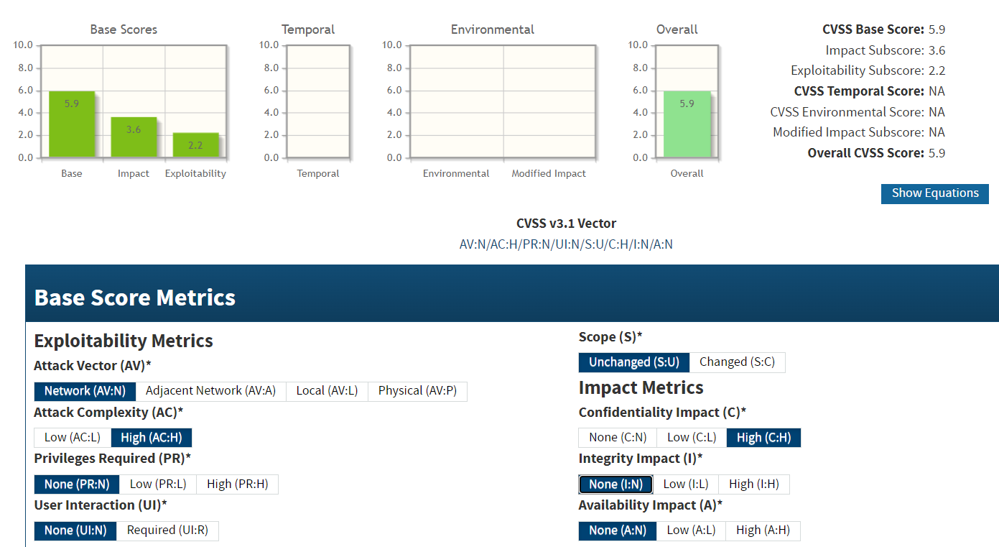 Base Scores
10.0
8.0
6.0
4.0
2.0
0.0
5.9
3.6
2.2
Base Impact Exploitability
Temporal
10.0
8.0
6.0
4.0
2.0
0.0
Temporal
Environmental
10.0
8.0
6.0
4.0
2.0
0.0
Environmental Modified Impact
Overall
10.0
8.0
6.0
4.0
2.0
0.0
5.9
Overall
CVSS Base Score: 5.9
Impact Subscore: 3.6
Exploitability Subscore: 2.2
CVSS Temporal Score: NA
CVSS Environmental Score: NA
Modified Impact Subscore: NA
Overall CVSS Score: 5.9
Show Equations
CVSS v3.1 Vector
AV:N/AC:H/PR:N/UI:N/S:U/C:H/I:N/A:N
Base Score Metrics
Exploitability Metrics
Attack Vector (AV)*
Network (AV:N) Adjacent Network (AV:A) Local (AV:L) Physical (AV:P)
Attack Complexity (AC)*
Low (AC:L) High (AC:H)
Privileges Required (PR)*
None (PR:N) Low (PR:L) High (PR:H)
User Interaction (UI)*
None (UI:N) Required (UI:R)
Scope (S)*
Unchanged (S:U) Changed (S:C)
Impact Metrics
Confidentiality Impact (C)*
None (C:N) Low (C:L) High (C:H)
Integrity Impact (I)*
None (I:N) Low (I:L) High (I:H)
Availability Impact (A)*
None (A:N) Low (A:L) High (A:H)